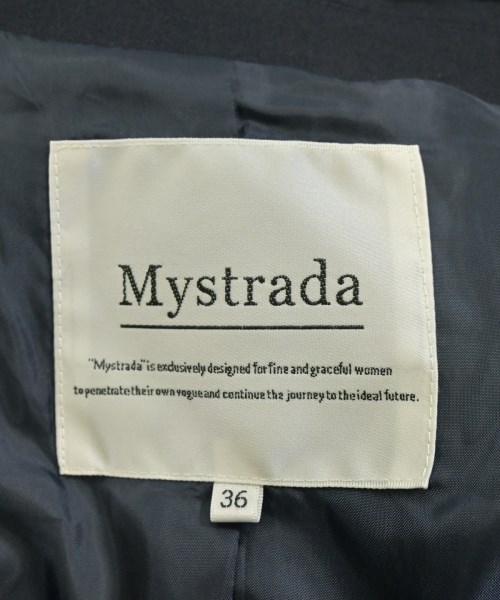 Mystrada
"Mystrada" is exclusively designed for fine and graceful women
to penetrate their own vogue and continue the journey to the ideal future.
36